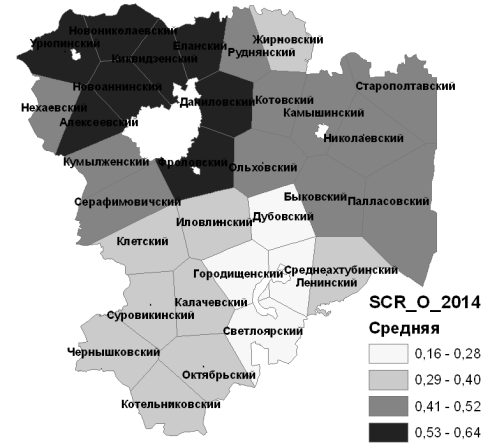 Новониколаевский
Урюпинский
Еланский
Жирновский
Руднянский
Киквидзенский
Новоаннинский
Старополтавский
Нехаевский
Даниловский
Котовский
Камышинский
Алексеевский
Николаевский
Кумылженский
Фроловский
Ольховский
Серафимовичский
Быковский
Палласовский
Иловлинский
Дубовский
Клетский
Городищенский
Среднеахтубинский
Ленинский
Калачевский
Суровикинский
Светлоярский
Чернышковский
Октябрьский
Котельниковский
SCR_O_2014
Средняя
0,16 - 0,28
0,29 - 0,40
0,41 - 0,52
0,53 - 0,64